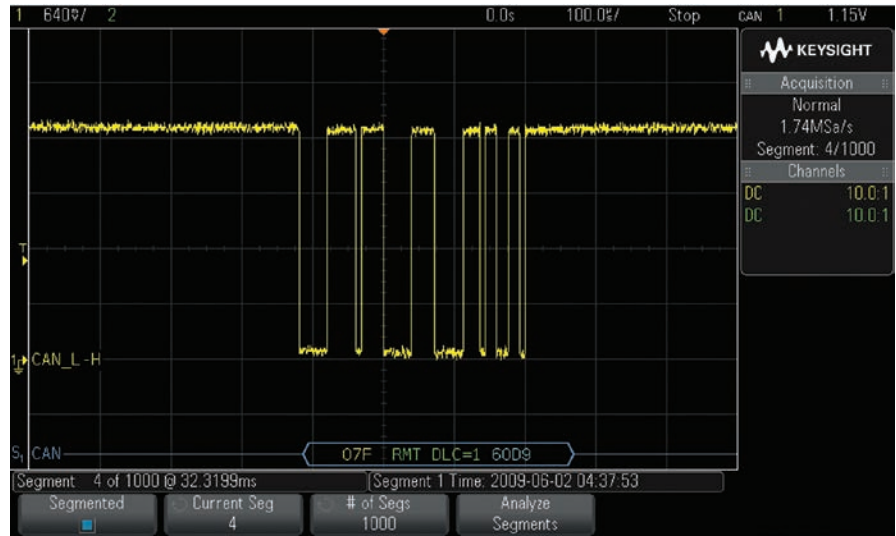 1 640▽/ 2 0.0s 100.0▽/ Stop CAN 1 1.15V
KEYSIGHT
Acquisition
Normal
1.74MSa/s
Segment: 4/1000
Channels
DC 10.0:1
DC 10.0:1
T
1 CAN_L-H
S1 CAN 07F RMT DLC=1 60D9
Segment 4 of 1000 @ 32.3199ms Segment 1 Time: 2009-06-02 04:37:53
Segmented Current Seg # of Segs Analyze
4 1000 Segments